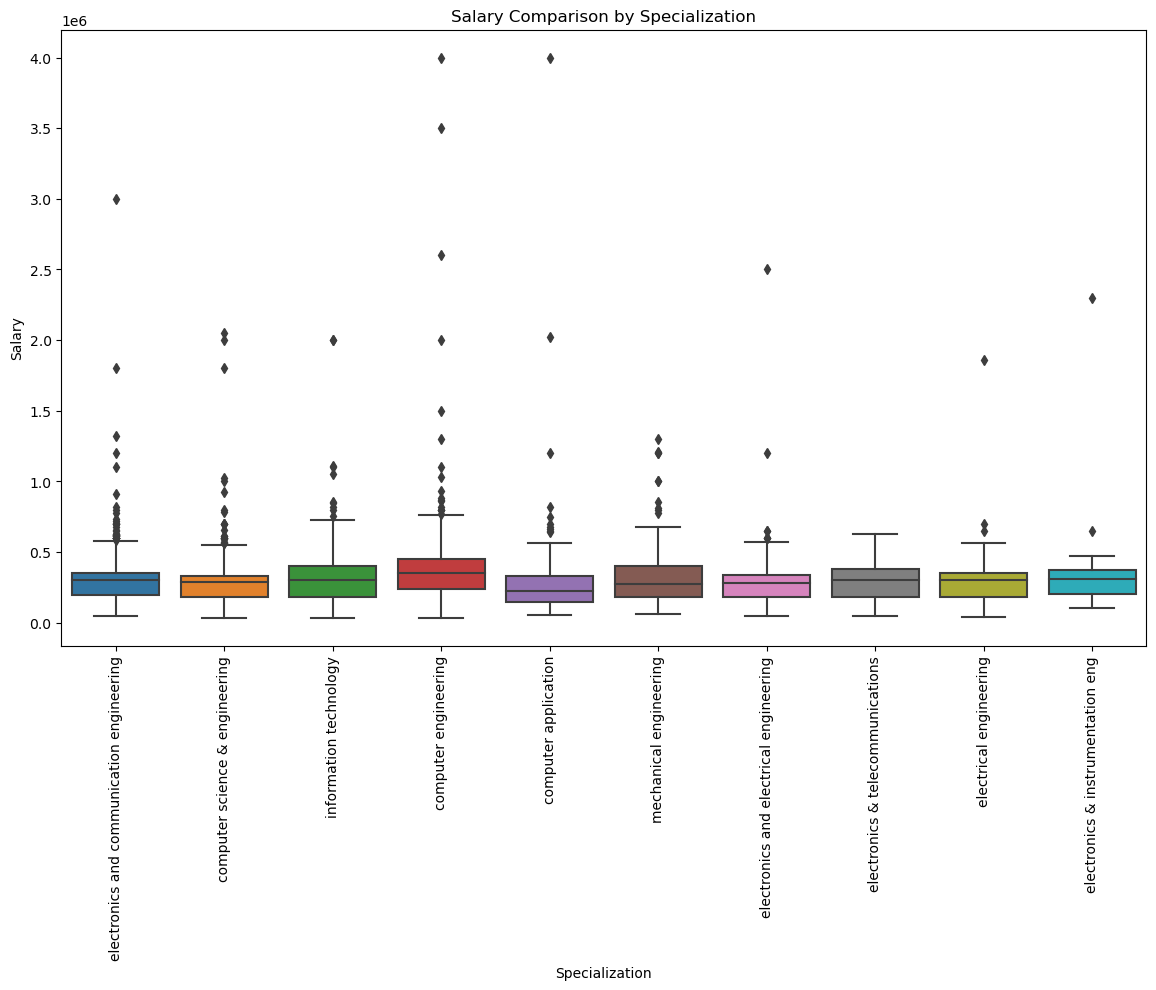 Salary Comparison by Specialization
1e6
4.0
3.5
3.0
2.5
2.0
1.5
1.0
0.5
0.0
Salary
electronics and communication engineering
computer science & engineering
information technology
computer engineering
computer application
mechanical engineering
electronics and electrical engineering
electronics & telecommunications
electrical engineering
electronics & instrumentation eng
Specialization